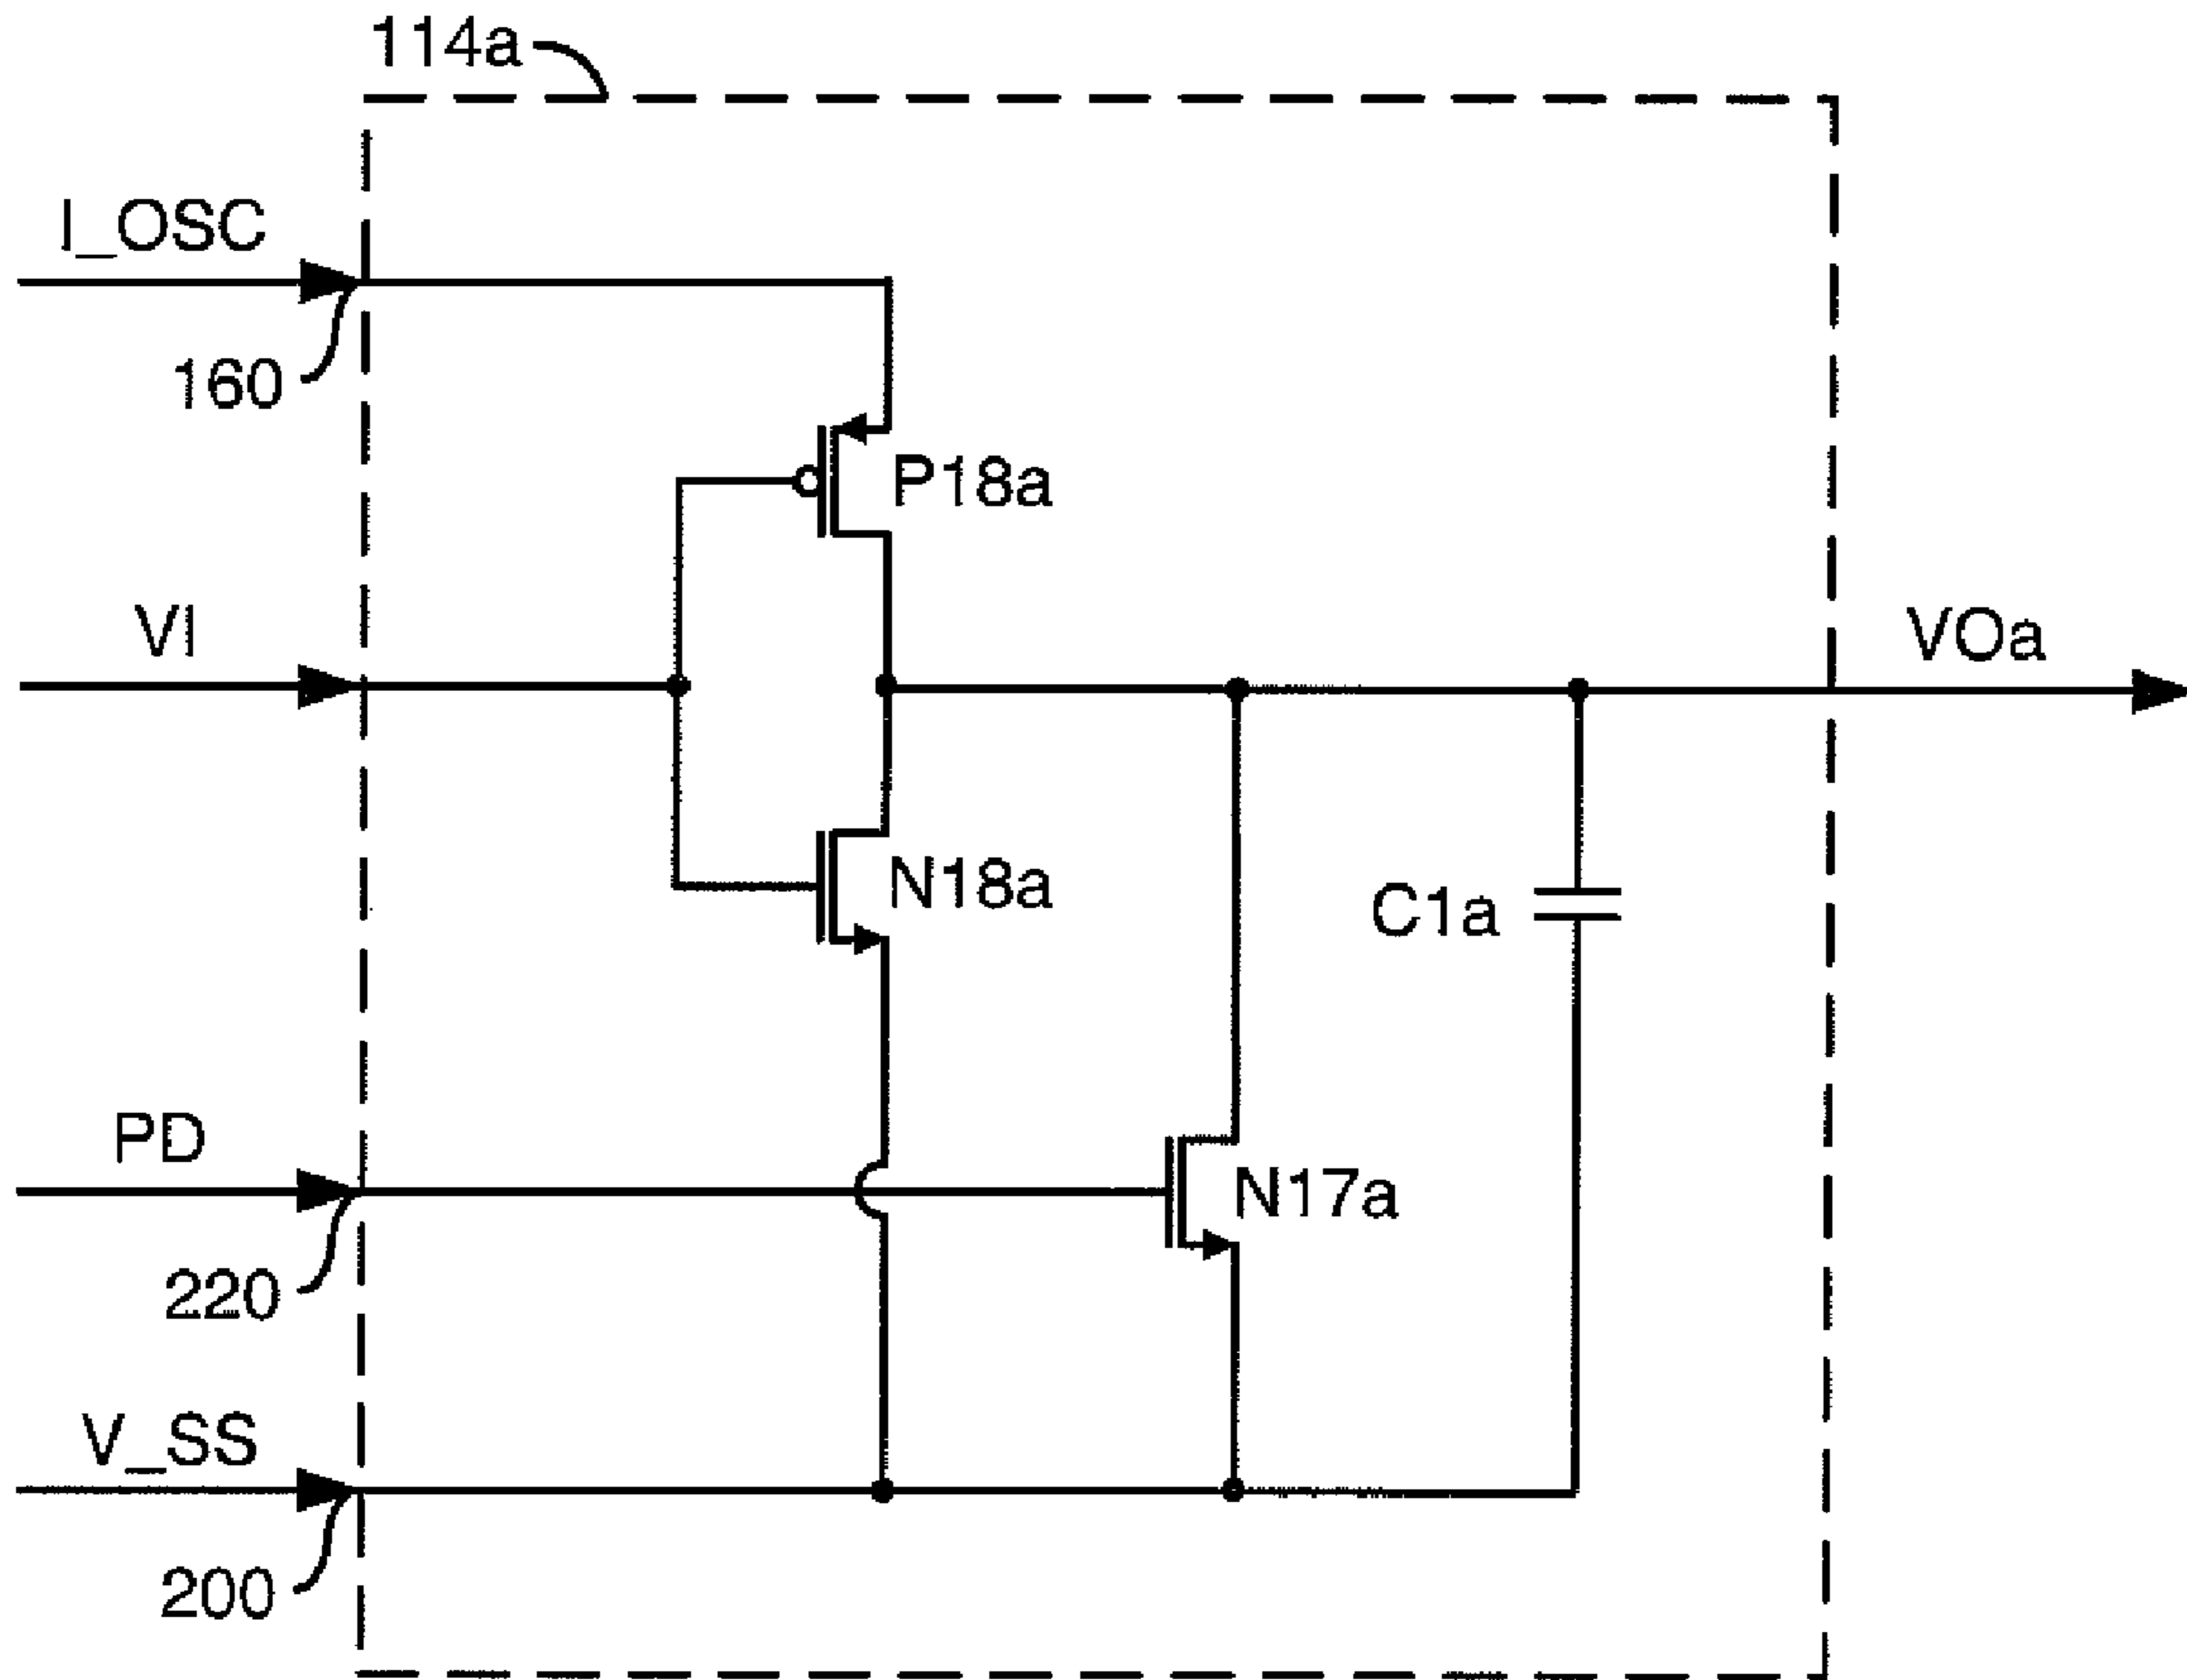 114a
I_OSC
160
P18a
VI
VOa
N18a
C1a
PD
N17a
220
V_SS
200